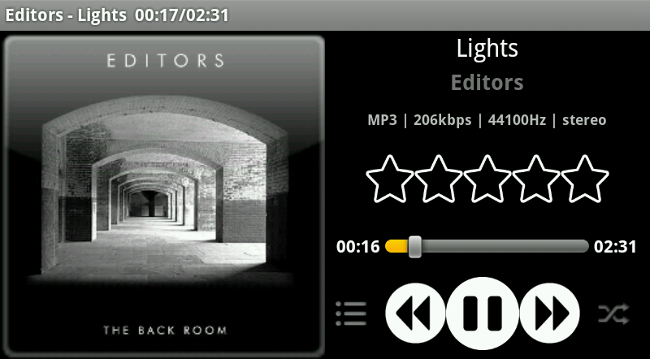 Editors - Lights 00:17/02:31
EDITORS
THE BACK ROOM
Lights
Editors
MP3 | 206kbps | 44100Hz | stereo
00:16 02:31